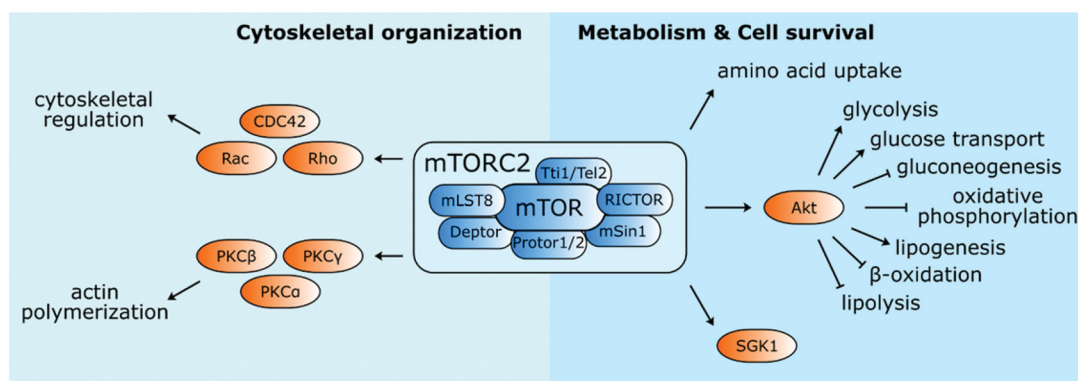 Cytoskeletal organization
Metabolism & Cell survival
cytoskeletal
regulation
CDC42
Rac
Rho
PKCβ
PKCγ
PKCα
actin
polymerization
mTORC2
Tti1/Tel2
mLST8
mTOR
RICTOR
Deptor
Protor1/2
mSin1
amino acid uptake
glycolysis
glucose transport
gluconeogenesis
oxidative
phosphorylation
Akt
lipogenesis
β-oxidation
lipolysis
SGK1